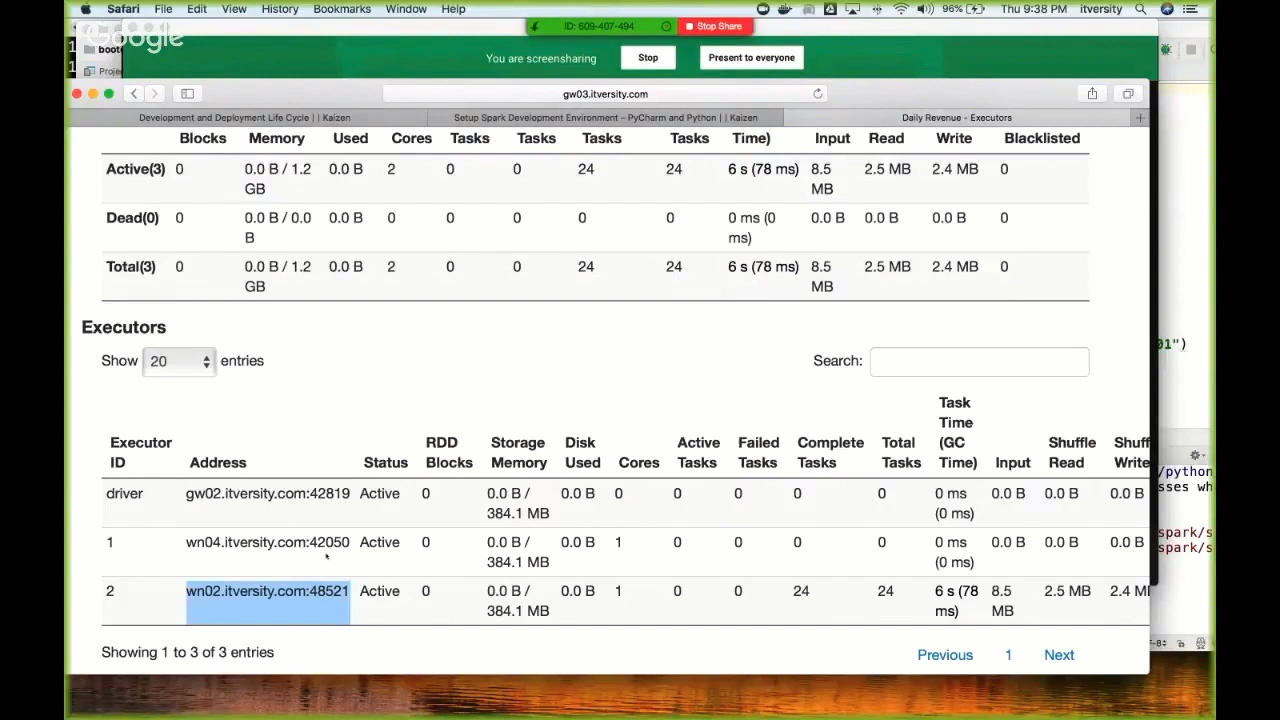 Safari File Edit View History Bookmarks Window Help 96% Thu 9:38 PM itversity
Google
ID: 609-407-494 Stop Share
boot
You are screensharing Stop Present to everyone
Proje
gw03.itversity.com
Development and Deployment Life Cycle | | Kaizen Setup Spark Development Environment – PyCharm and Python | | Kaizen Daily Revenue - Executors
Blocks Memory Used Cores Tasks Tasks Tasks Tasks Time) Input Read Write Blacklisted
Active(3) 0 0.0 B / 1.2 0.0 B 2 0 0 24 24 6 s (78 ms) 8.5 2.5 MB 2.4 MB 0
GB MB
Dead(0) 0 0.0 B / 0.0 0.0 B 0 0 0 0 0 0 ms (0 0.0 B 0.0 B 0.0 B 0
B ms)
Total(3) 0 0.0 B / 1.2 0.0 B 2 0 0 24 24 6 s (78 ms) 8.5 2.5 MB 2.4 MB 0
GB MB
Executors
01")
Show 20 entries Search:
Task
Time
Executor RDD Storage Disk Active Failed Complete Total (GC Shuffle Shuff
ID Address Status Blocks Memory Used Cores Tasks Tasks Tasks Tasks Time) Input Read Write
/python
sses wh
driver gw02.itversity.com:42819 Active 0 0.0 B / 0.0 B 0 0 0 0 0 0 ms 0.0 B 0.0 B 0.0 B
384.1 MB (0 ms)
spark/s
1 wn04.itversity.com:42050 Active 0 0.0 B / 0.0 B 1 0 0 0 0 0 ms 0.0 B 0.0 B 0.0 B
spark/s
384.1 MB (0 ms)
2 wn02.itversity.com:48521 Active 0 0.0 B / 0.0 B 1 0 0 24 24 6 s (78 8.5 2.5 MB 2.4 MI
384.1 MB ms) MB
Showing 1 to 3 of 3 entries Previous 1 Next